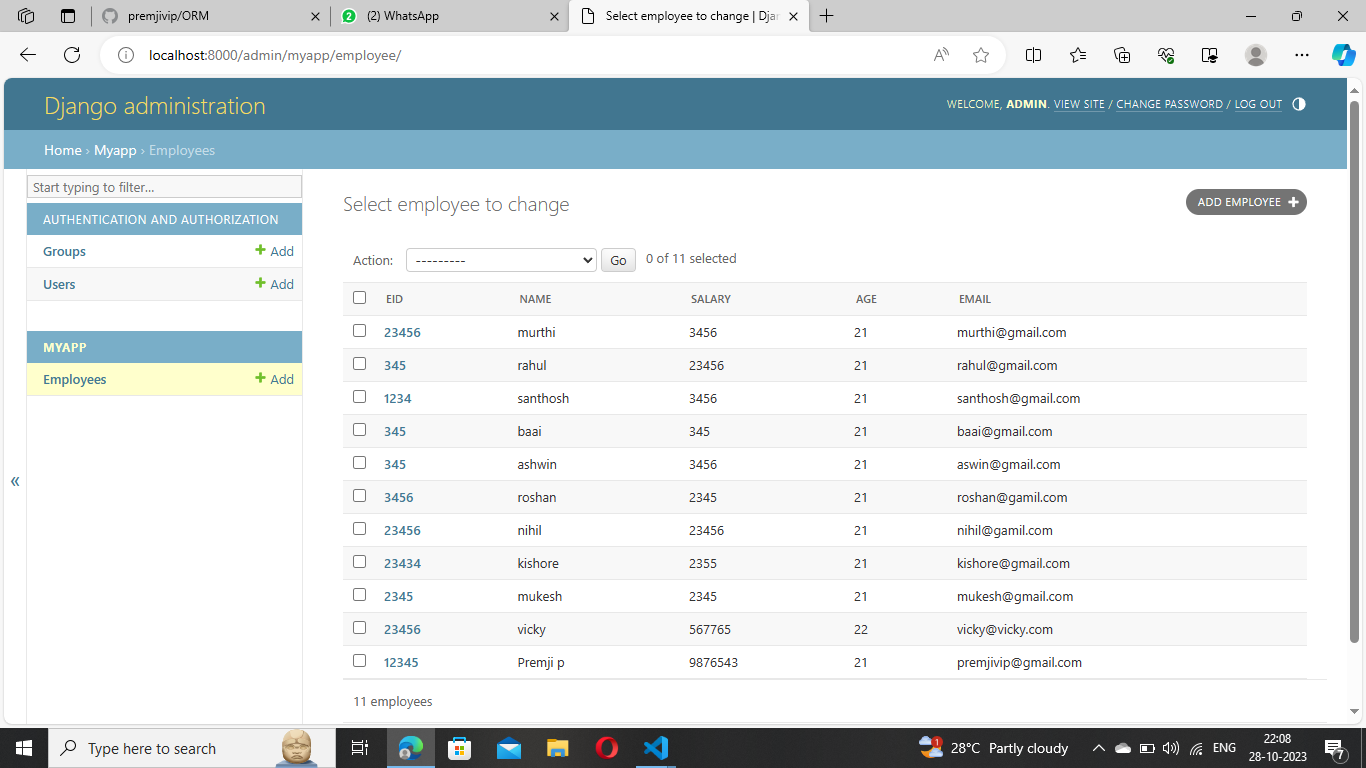 premjivip/ORM
(2) WhatsApp
Select employee to change | Djan
localhost:8000/admin/myapp/employee/
Django administration
WELCOME, ADMIN. VIEW SITE / CHANGE PASSWORD / LOG OUT
Home › Myapp › Employees
Start typing to filter...
AUTHENTICATION AND AUTHORIZATION
Groups + Add
Users + Add
MYAPP
Employees + Add
«
Select employee to change
ADD EMPLOYEE +
Action: --------- Go 0 of 11 selected
EID NAME SALARY AGE EMAIL
23456 murthi 3456 21 murthi@gmail.com
345 rahul 23456 21 rahul@gmail.com
1234 santhosh 3456 21 santhosh@gmail.com
345 baai 345 21 baai@gmail.com
345 ashwin 3456 21 aswin@gmail.com
3456 roshan 2345 21 roshan@gamil.com
23456 nihil 23456 21 nihil@gamil.com
23434 kishore 2355 21 kishore@gmail.com
2345 mukesh 2345 21 mukesh@gmail.com
23456 vicky 567765 22 vicky@vicky.com
12345 Premji p 9876543 21 premjivip@gmail.com
11 employees
Type here to search
1
28°C Partly cloudy
ENG
22:08
28-10-2023
7